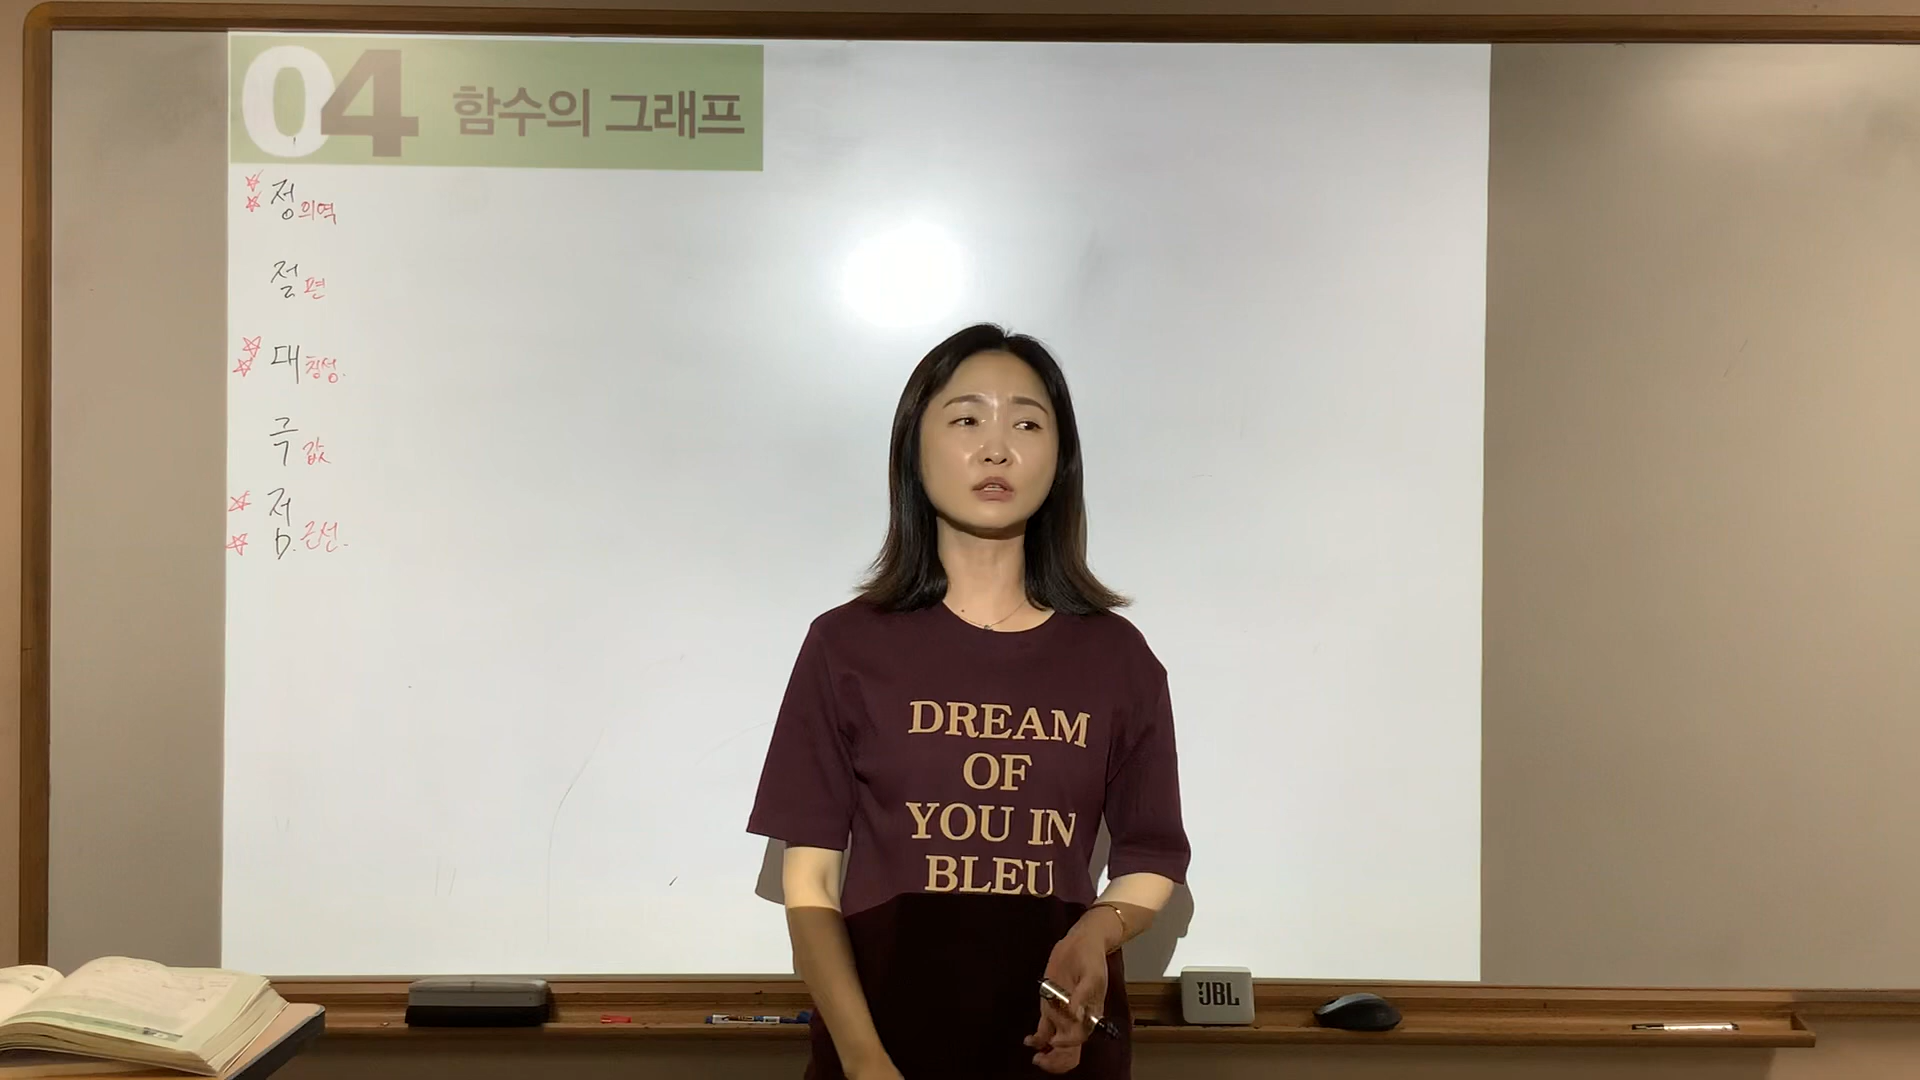 04 함수의 그래프
정의역
절편
대칭성.
극값
점근선.
DREAM
OF
YOU IN
BLEU
JBL